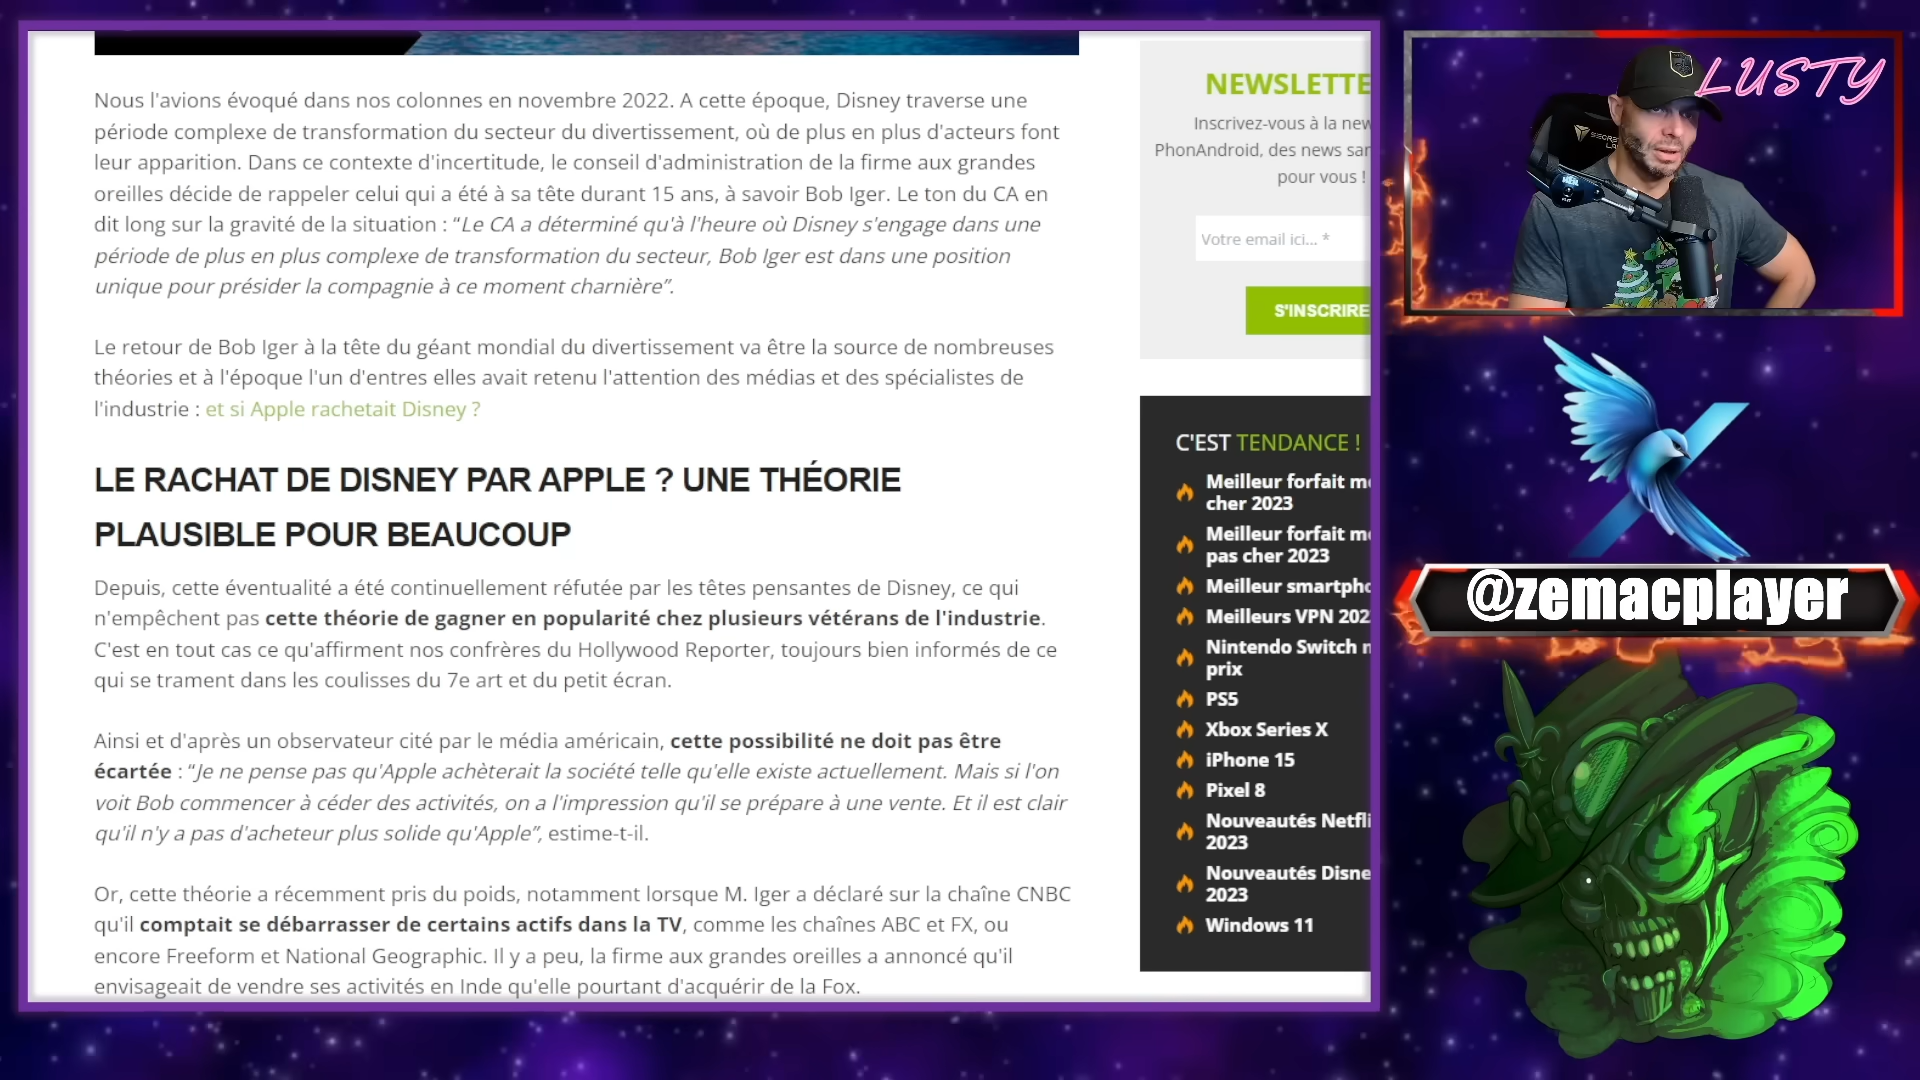 Nous l'avions évoqué dans nos colonnes en novembre 2022. A cette époque, Disney traverse une
période complexe de transformation du secteur du divertissement, où de plus en plus d'acteurs font
leur apparition. Dans ce contexte d'incertitude, le conseil d'administration de la firme aux grandes
oreilles décide de rappeler celui qui a été à sa tête durant 15 ans, à savoir Bob Iger. Le ton du CA en
dit long sur la gravité de la situation : “Le CA a déterminé qu'à l'heure où Disney s'engage dans une
période de plus en plus complexe de transformation du secteur, Bob Iger est dans une position
unique pour présider la compagnie à ce moment charnière”.
Le retour de Bob Iger à la tête du géant mondial du divertissement va être la source de nombreuses
théories et à l'époque l'un d'entres elles avait retenu l'attention des médias et des spécialistes de
l'industrie : et si Apple rachetait Disney ?
LE RACHAT DE DISNEY PAR APPLE ? UNE THÉORIE
PLAUSIBLE POUR BEAUCOUP
Depuis, cette éventualité a été continuellement réfutée par les têtes pensantes de Disney, ce qui
n'empêchent pas cette théorie de gagner en popularité chez plusieurs vétérans de l'industrie.
C'est en tout cas ce qu'affirment nos confrères du Hollywood Reporter, toujours bien informés de ce
qui se trament dans les coulisses du 7e art et du petit écran.
Ainsi et d'après un observateur cité par le média américain, cette possibilité ne doit pas être
écartée : “Je ne pense pas qu'Apple achèterait la société telle qu'elle existe actuellement. Mais si l'on
voit Bob commencer à céder des activités, on a l'impression qu'il se prépare à une vente. Et il est clair
qu'il n'y a pas d'acheteur plus solide qu'Apple”, estime-t-il.
Or, cette théorie a récemment pris du poids, notamment lorsque M. Iger a déclaré sur la chaîne CNBC
qu'il comptait se débarrasser de certains actifs dans la TV, comme les chaînes ABC et FX, ou
encore Freeform et National Geographic. Il y a peu, la firme aux grandes oreilles a annoncé qu'il
envisageait de vendre ses activités en Inde qu'elle pourtant d'acquérir de la Fox.
NEWSLETTE
Inscrivez-vous à la new
PhonAndroid, des news san
pour vous !
Votre email ici... *
S'INSCRIRE
C'EST TENDANCE !
Meilleur forfait mo
cher 2023
Meilleur forfait mo
pas cher 2023
Meilleur smartpho
Meilleurs VPN 202
Nintendo Switch m
prix
PS5
Xbox Series X
iPhone 15
Pixel 8
Nouveautés Netfli
2023
Nouveautés Disne
2023
Windows 11
LUSTY
@zemacplayer